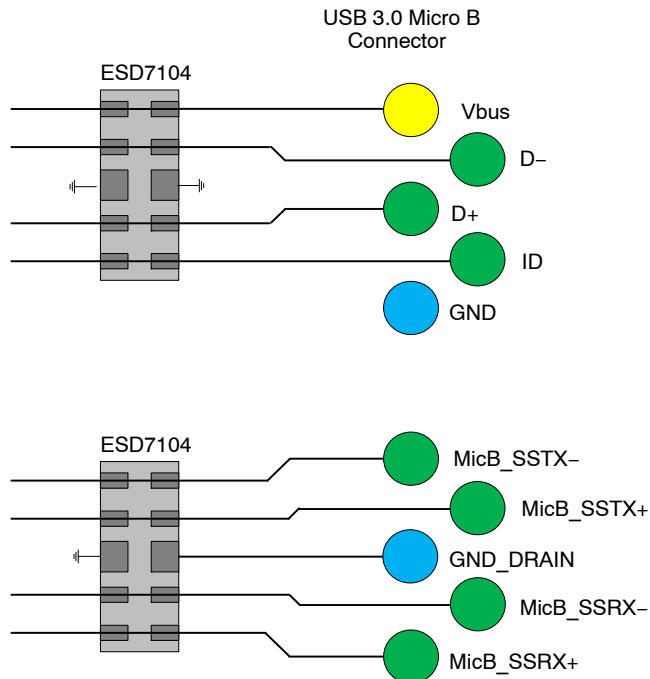 USB 3.0 Micro B
Connector
ESD7104
Vbus
D−
D+
ID
GND
ESD7104
MicB_SSTX−
MicB_SSTX+
GND_DRAIN
MicB_SSRX−
MicB_SSRX+